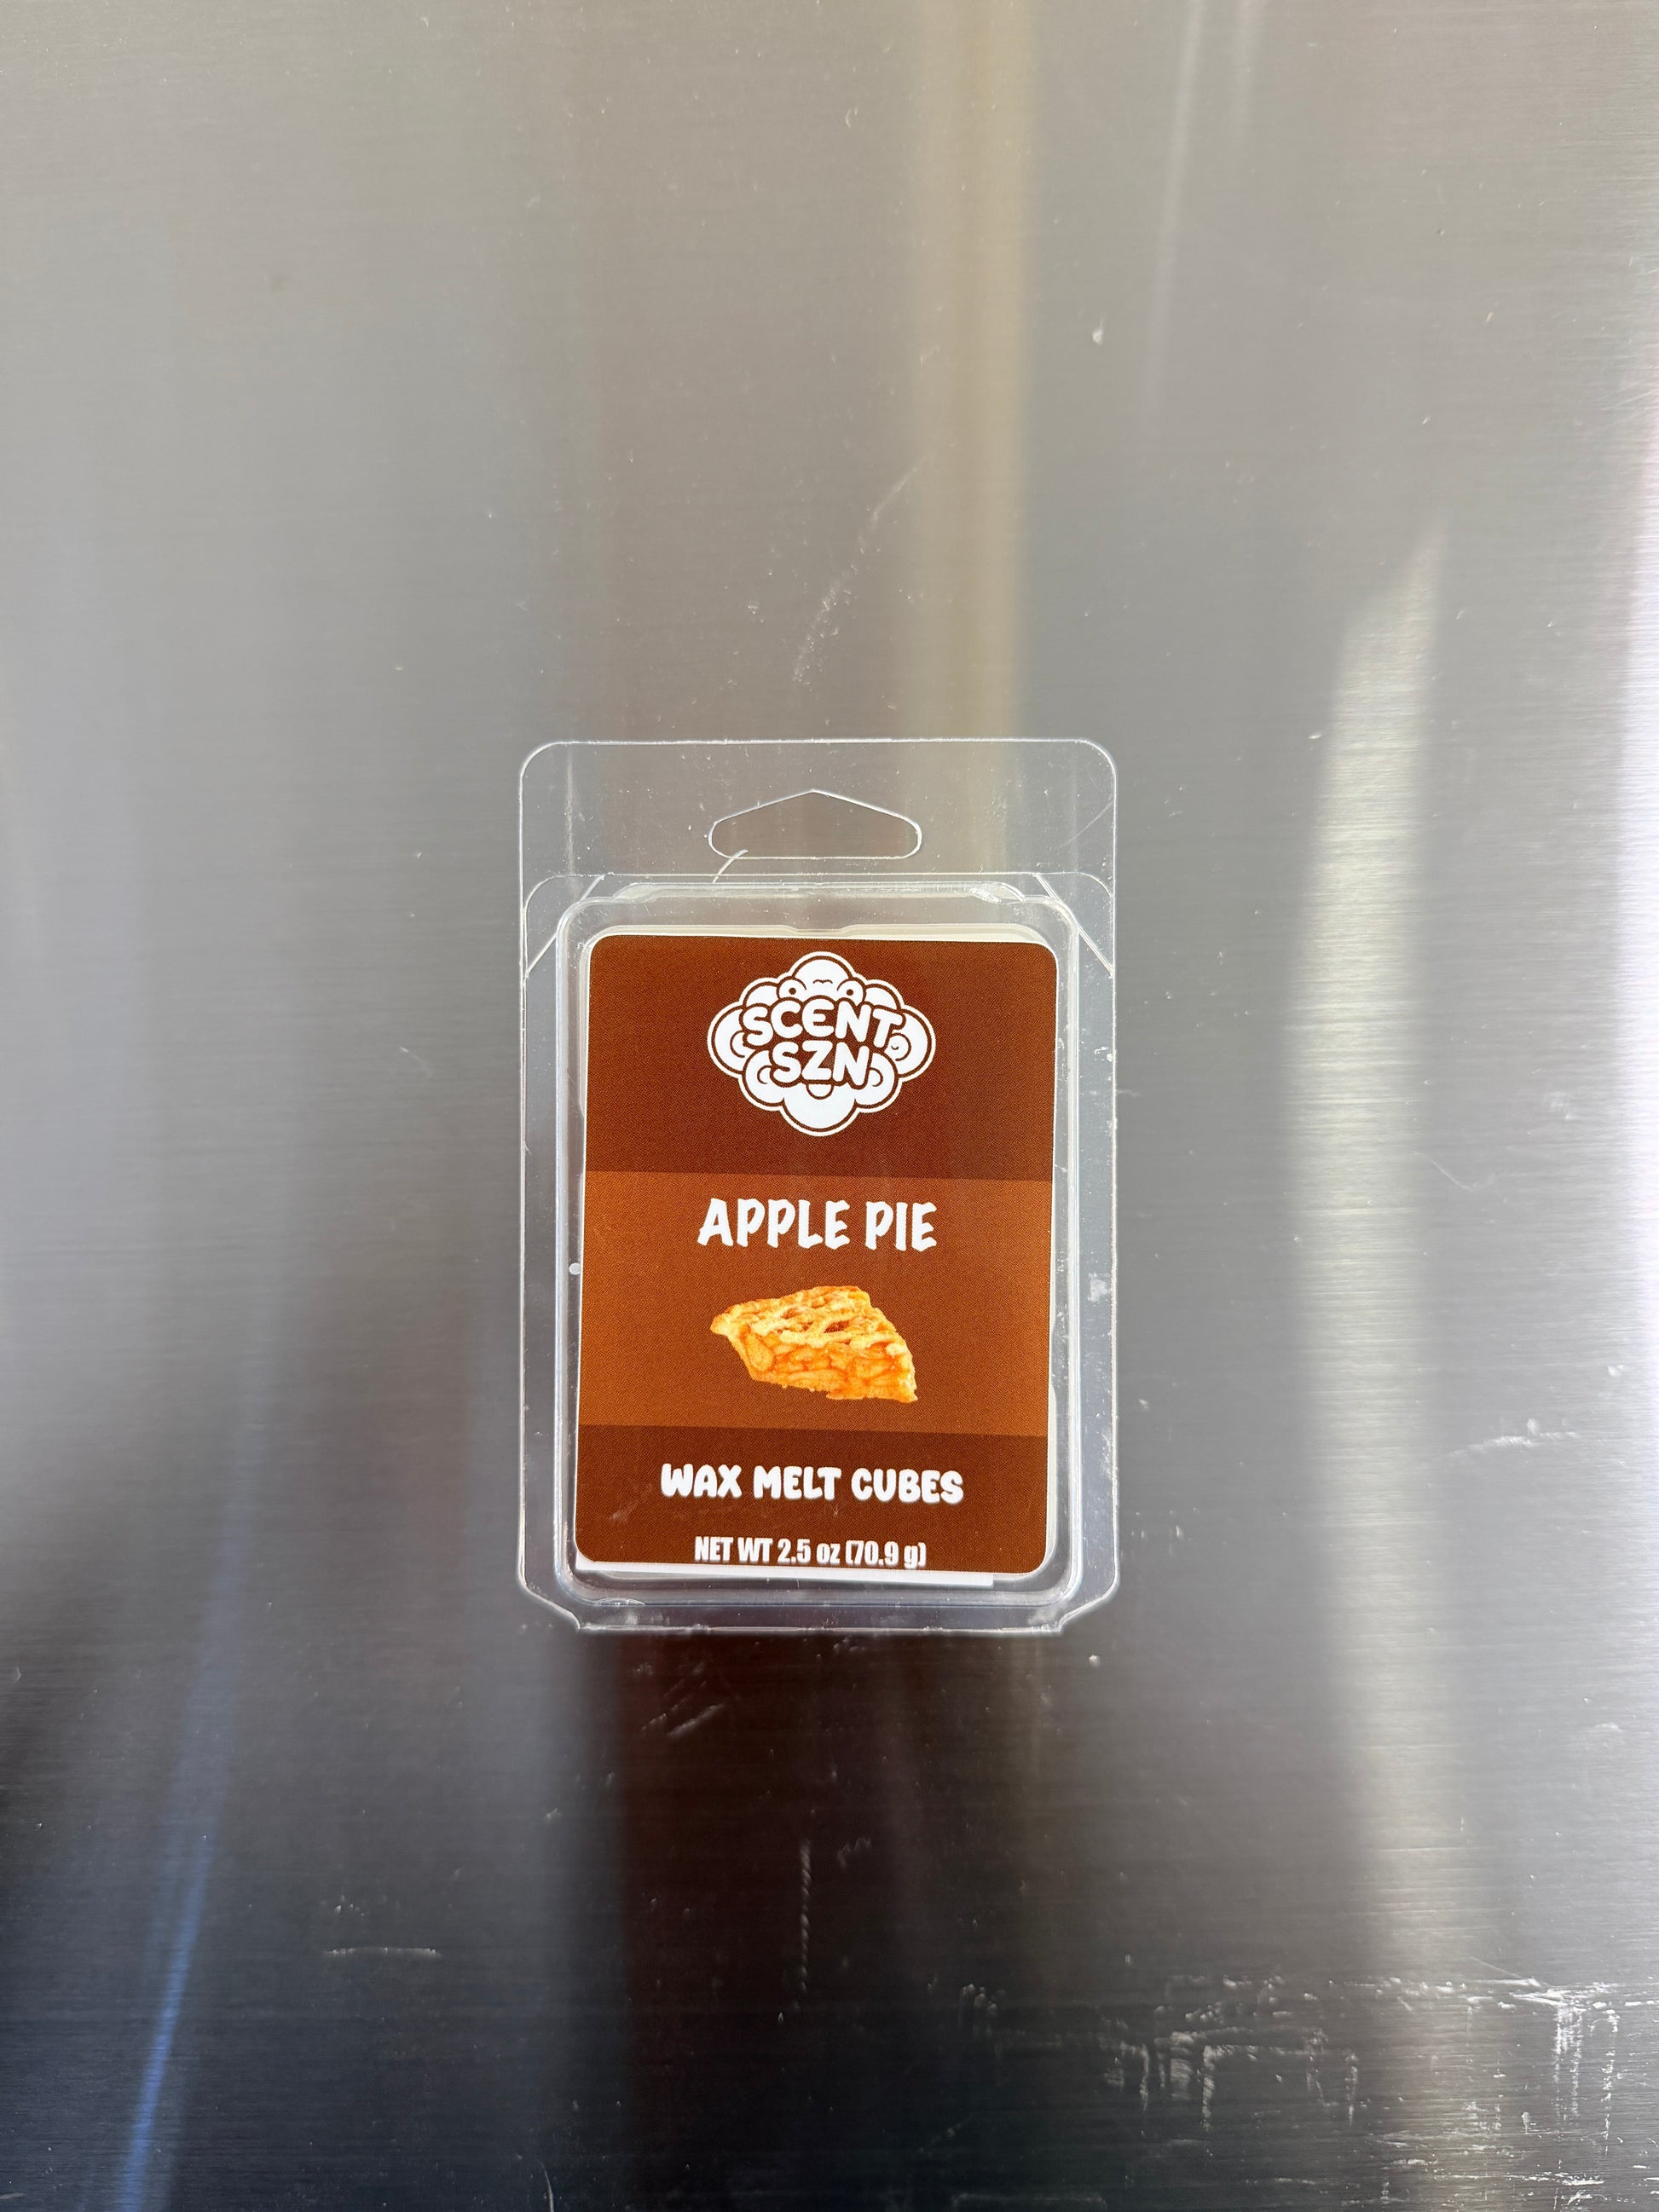 SCENT
SZN
APPLE PIE
WAX MELT CUBES
NET WT 2.5 oz (70.9 g)